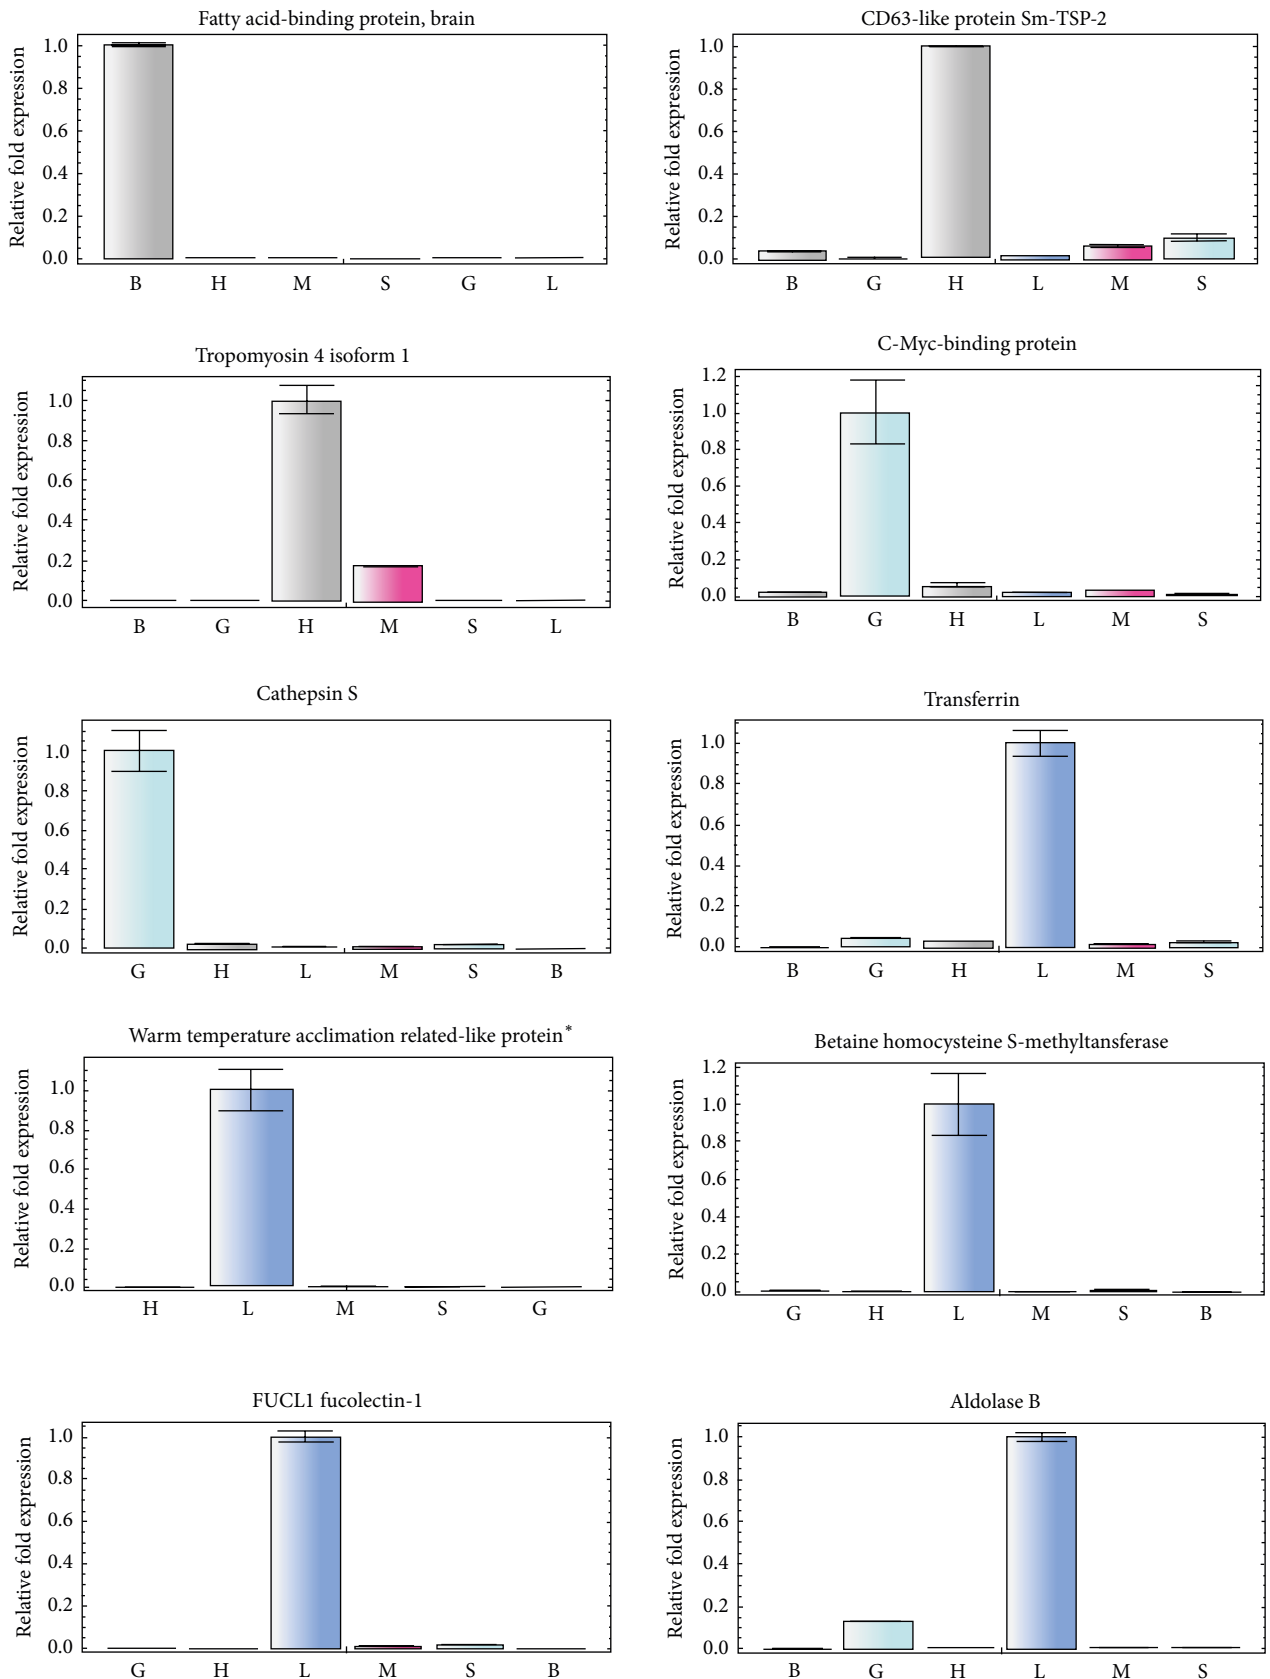 Fatty acid-binding protein, brain
Relative fold expression
1.0
0.8
0.6
0.4
0.2
0.0
B H M S G L
CD63-like protein Sm-TSP-2
Relative fold expression
1.0
0.8
0.6
0.4
0.2
0.0
B G H L M S
Tropomyosin 4 isoform 1
Relative fold expression
1.0
0.8
0.6
0.4
0.2
0.0
B G H M S L
C-Myc-binding protein
Relative fold expression
1.2
1.0
0.8
0.6
0.4
0.2
0.0
B G H L M S
Cathepsin S
Relative fold expression
1.0
0.8
0.6
0.4
0.2
0.0
G H L M S B
Transferrin
Relative fold expression
1.0
0.8
0.6
0.4
0.2
0.0
B G H L M S
Warm temperature acclimation related-like protein*
Relative fold expression
1.0
0.8
0.6
0.4
0.2
0.0
H L M S G
Betaine homocysteine S-methyltansferase
Relative fold expression
1.2
1.0
0.8
0.6
0.4
0.2
0.0
G H L M S B
FUCL1 fucolectin-1
Relative fold expression
1.0
0.8
0.6
0.4
0.2
0.0
G H L M S B
Aldolase B
Relative fold expression
1.0
0.8
0.6
0.4
0.2
0.0
B G H L M S